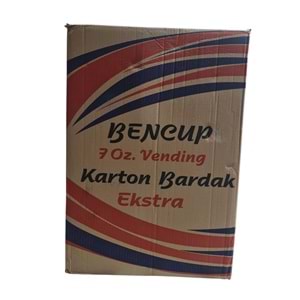 BENCUP
7 Oz. Vending
Karton Bardak
Ekstra